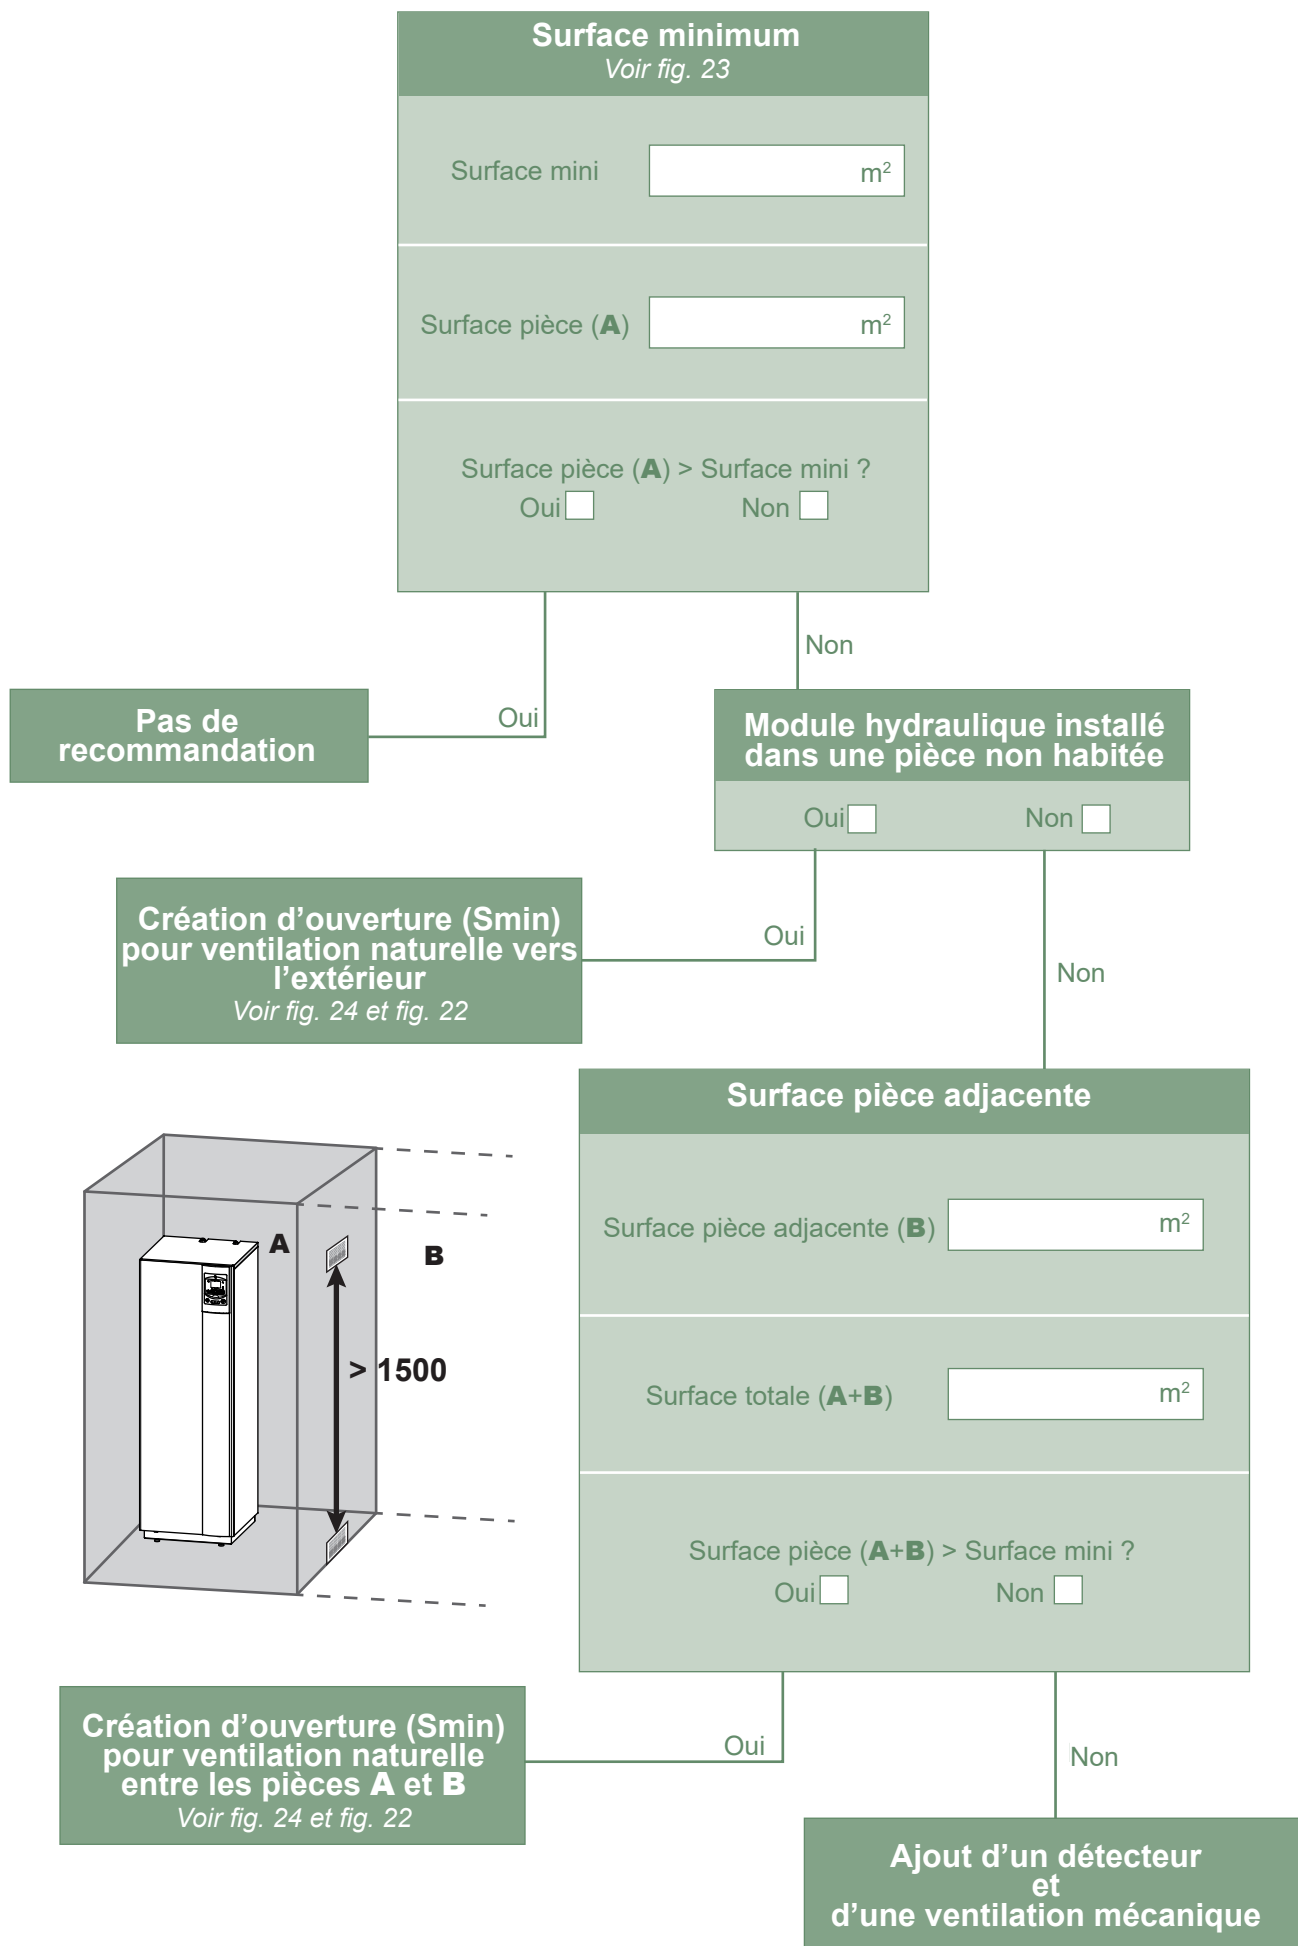 Surface minimum
Voir fig. 23
Surface mini
m²
Surface pièce (A)
m²
Surface pièce (A) > Surface mini ?
Oui
Non
Non
Oui
Pas de
recommandation
Module hydraulique installé
dans une pièce non habitée
Oui
Non
Oui
Non
Création d’ouverture (Smin)
pour ventilation naturelle vers
l’extérieur
Voir fig. 24 et fig. 22
Surface pièce adjacente
Surface pièce adjacente (B)
m²
Surface totale (A+B)
m²
Surface pièce (A+B) > Surface mini ?
Oui
Non
A
B
> 1500
Oui
Non
Création d’ouverture (Smin)
pour ventilation naturelle
entre les pièces A et B
Voir fig. 24 et fig. 22
Ajout d’un détecteur
et
d’une ventilation mécanique